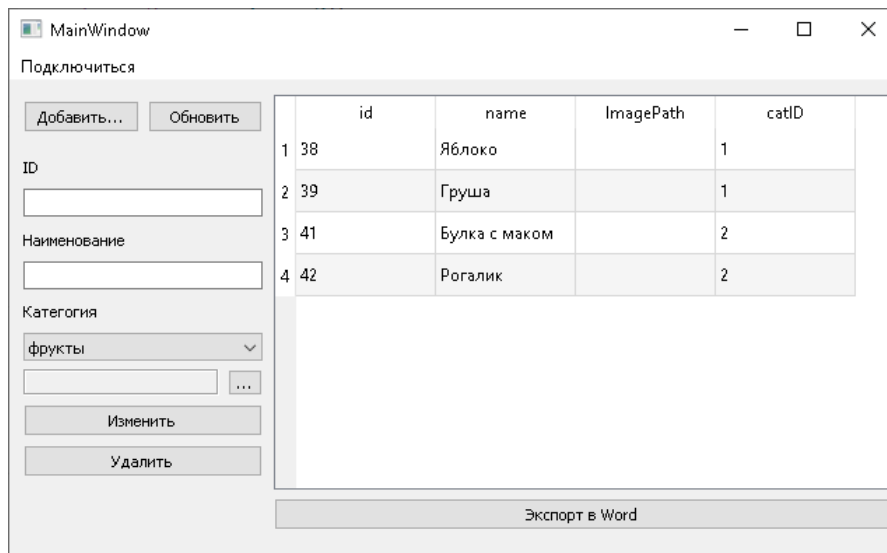 MainWindow
Подключиться
Добавить...
Обновить
ID
Наименование
Категогия
фрукты
...
Изменить
Удалить
id name ImagePath catID
1 38 Яблоко 1
2 39 Груша 1
3 41 Булка с маком 2
4 42 Рогалик 2
Экспорт в Word